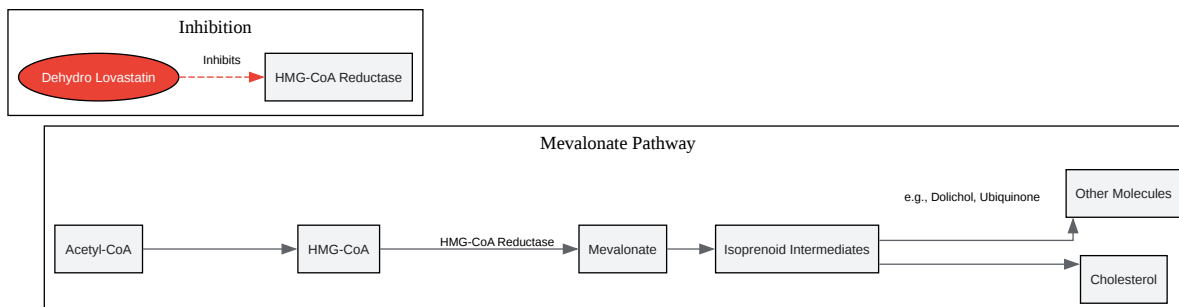 Inhibition
Dehydro Lovastatin
Inhibits
HMG-CoA Reductase
Mevalonate Pathway
e.g., Dolichol, Ubiquinone
Other Molecules
Acetyl-CoA
HMG-CoA
HMG-CoA Reductase
Mevalonate
Isoprenoid Intermediates
Cholesterol